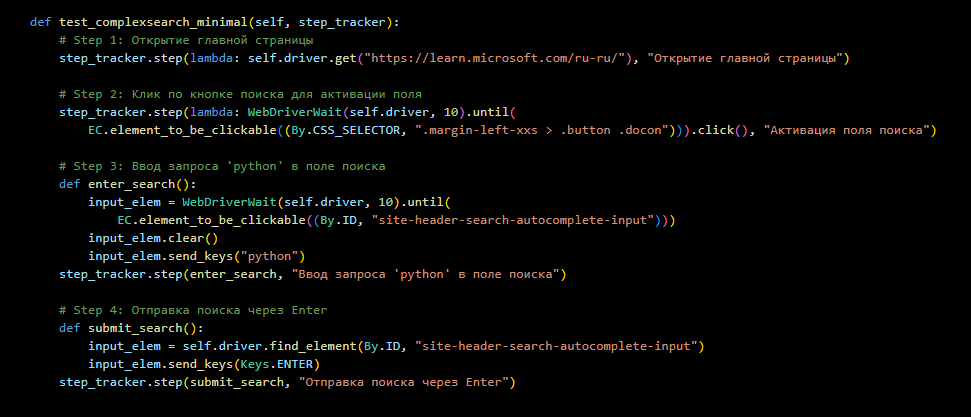 def test_complexsearch_minimal(self, step_tracker):
# Step 1: Открытие главной страницы
step_tracker.step(lambda: self.driver.get("https://learn.microsoft.com/ru-ru/"), "Открытие главной страницы")
# Step 2: Клик по кнопке поиска для активации поля
step_tracker.step(lambda: WebDriverWait(self.driver, 10).until(
EC.element_to_be_clickable((By.CSS_SELECTOR, ".margin-left-xxs > .button .docon"))).click(), "Активация поля поиска")
# Step 3: Ввод запроса 'python' в поле поиска
def enter_search():
input_elem = WebDriverWait(self.driver, 10).until(
EC.element_to_be_clickable((By.ID, "site-header-search-autocomplete-input")))
input_elem.clear()
input_elem.send_keys("python")
step_tracker.step(enter_search, "Ввод запроса 'python' в поле поиска")
# Step 4: Отправка поиска через Enter
def submit_search():
input_elem = self.driver.find_element(By.ID, "site-header-search-autocomplete-input")
input_elem.send_keys(Keys.ENTER)
step_tracker.step(submit_search, "Отправка поиска через Enter")